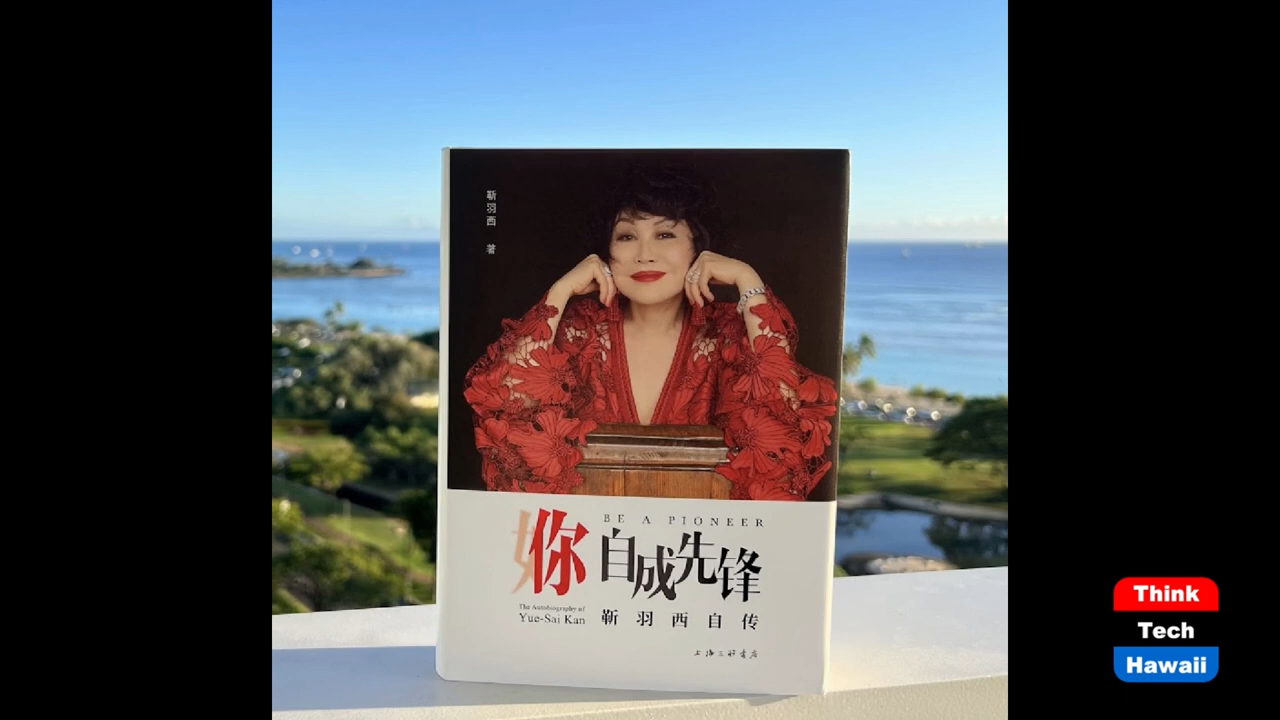 靳羽西 著
BE A PIONEER
你
自成先锋
The Autobiography of
Yue-Sai Kan
靳羽西自传
上海三联书店
Think
Tech
Hawaii